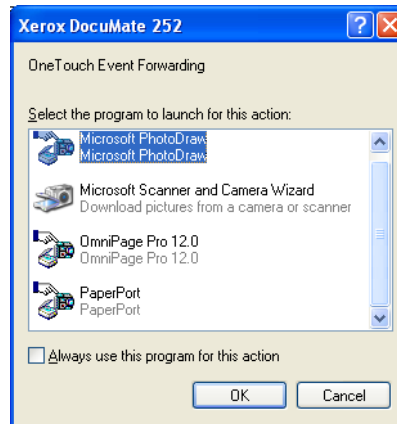 Xerox DocuMate 252
OneTouch Event Forwarding
Select the program to launch for this action:
Microsoft PhotoDraw
Microsoft PhotoDraw
Microsoft Scanner and Camera Wizard
Download pictures from a camera or scanner
OmniPage Pro 12.0
OmniPage Pro 12.0
PaperPort
PaperPort
Always use this program for this action
OK Cancel